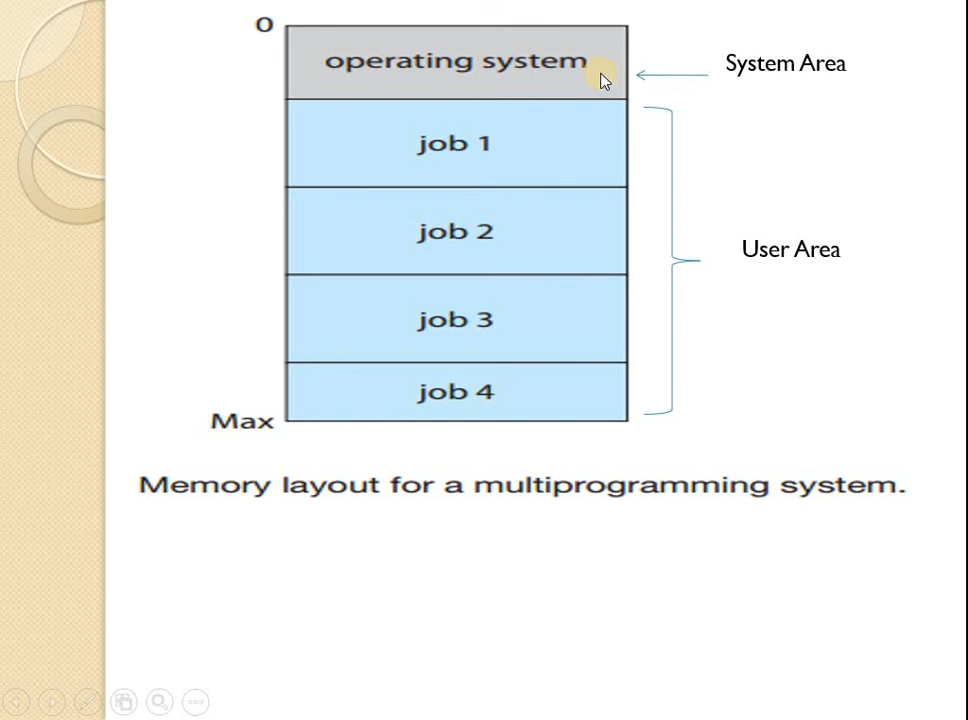 0
operating system
System Area
job 1
job 2
User Area
job 3
job 4
Max
Memory layout for a multiprogramming system.